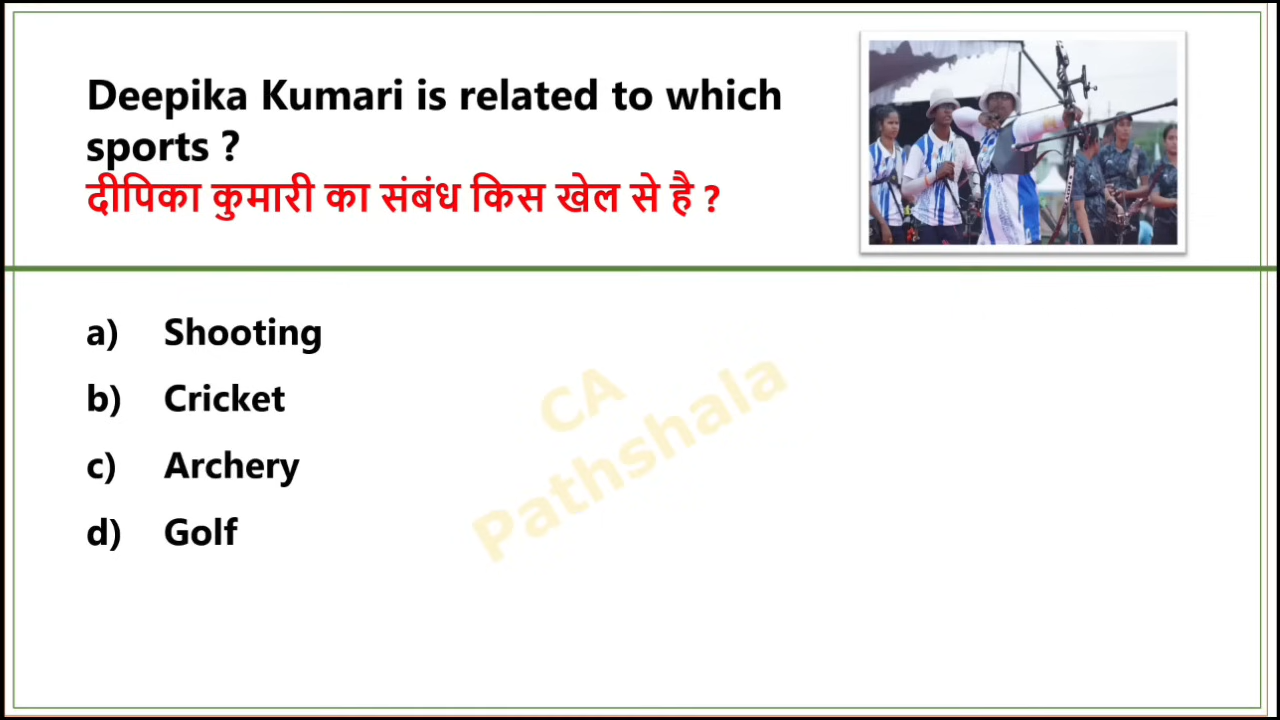 Deepika Kumari is related to which
sports ?
दीपिका कुमारी का संबंध किस खेल से है ?
a) Shooting
b) Cricket
c) Archery
d) Golf
CA
Pathshala